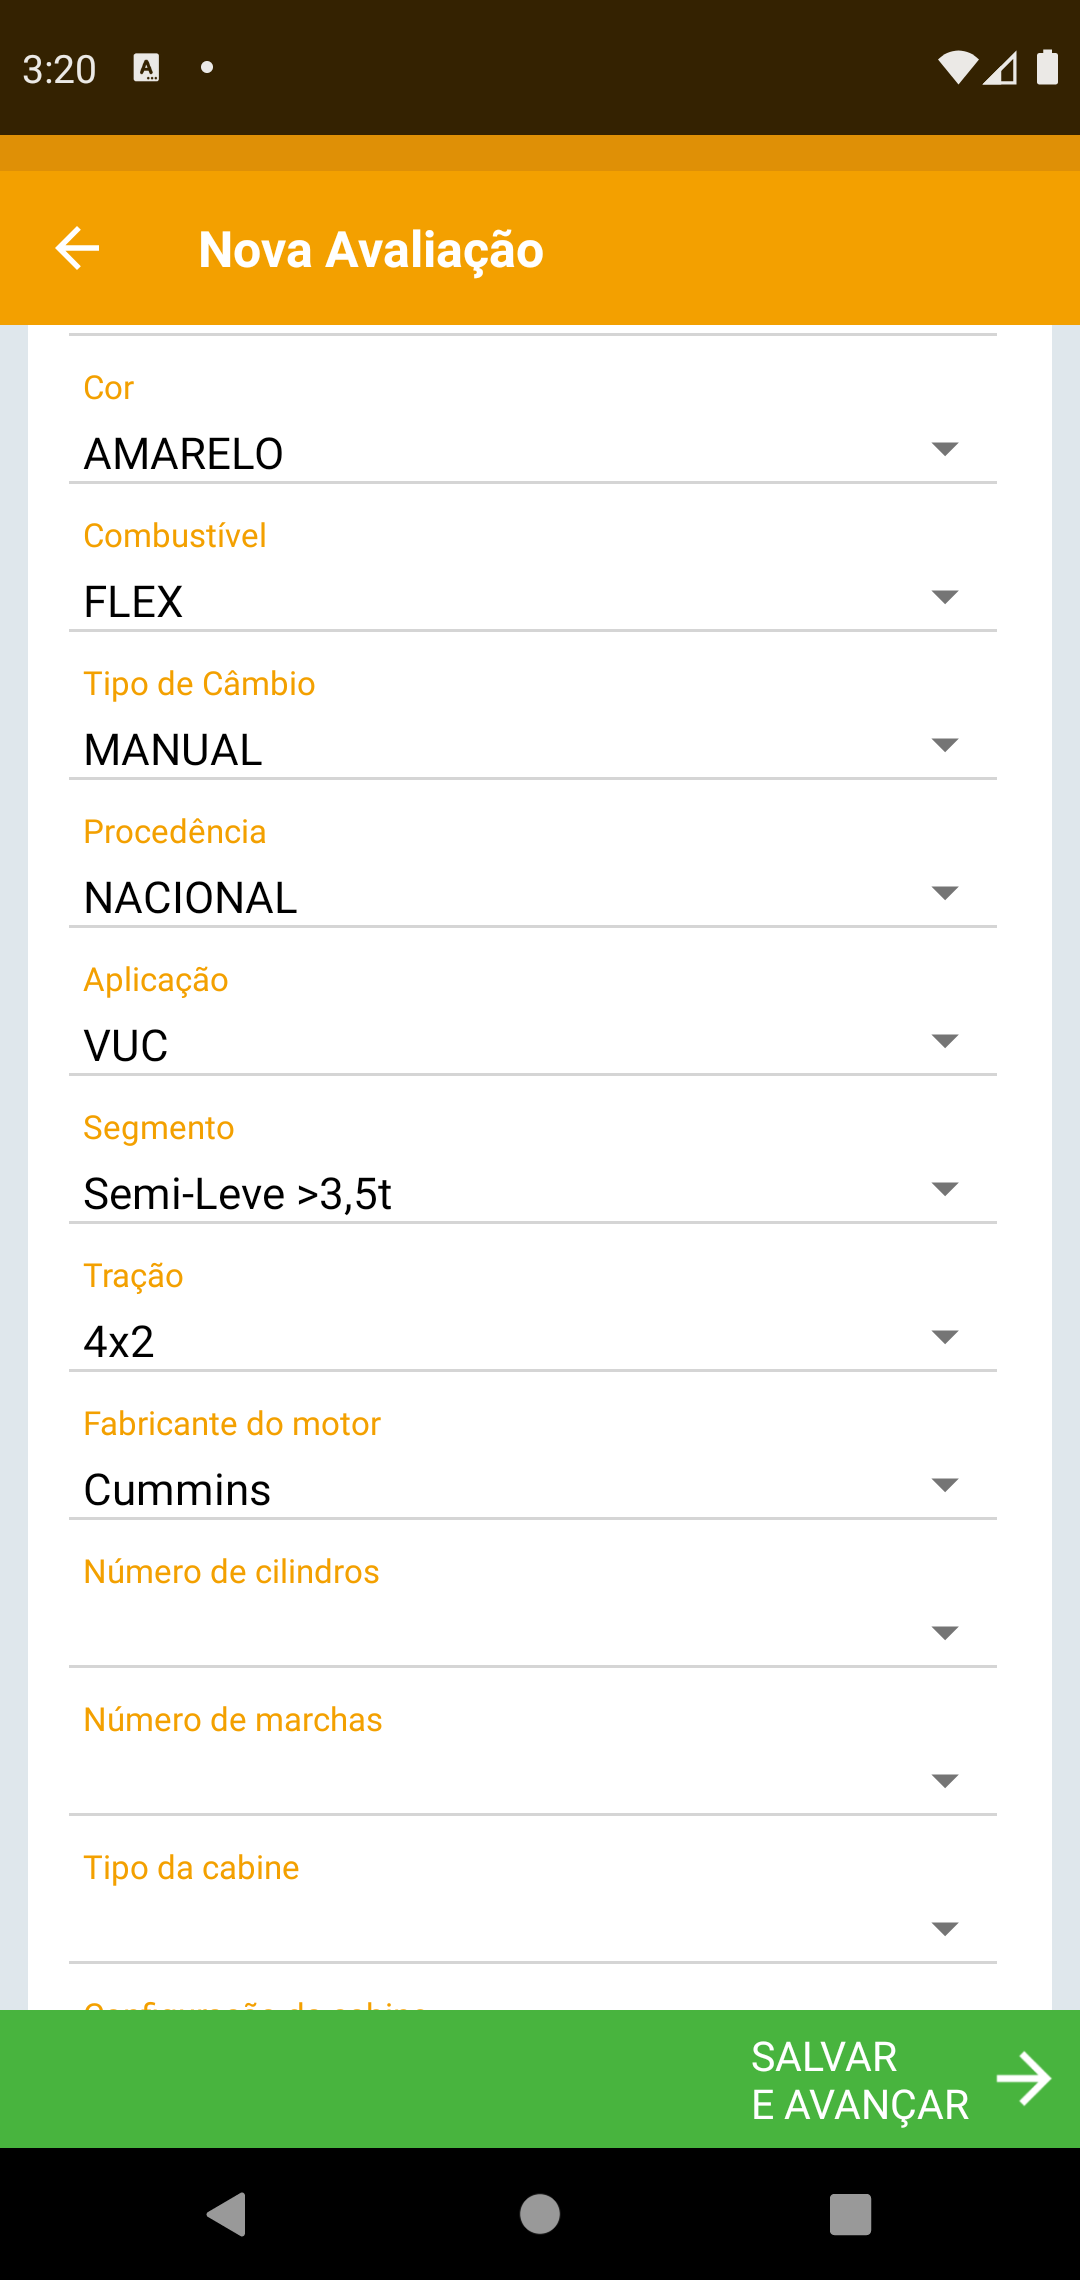 3:20
Nova Avaliação
Cor
AMARELO
Combustível
FLEX
Tipo de Câmbio
MANUAL
Procedência
NACIONAL
Aplicação
VUC
Segmento
Semi-Leve >3,5t
Tração
4x2
Fabricante do motor
Cummins
Número de cilindros
Número de marchas
Tipo da cabine
SALVAR
E AVANÇAR